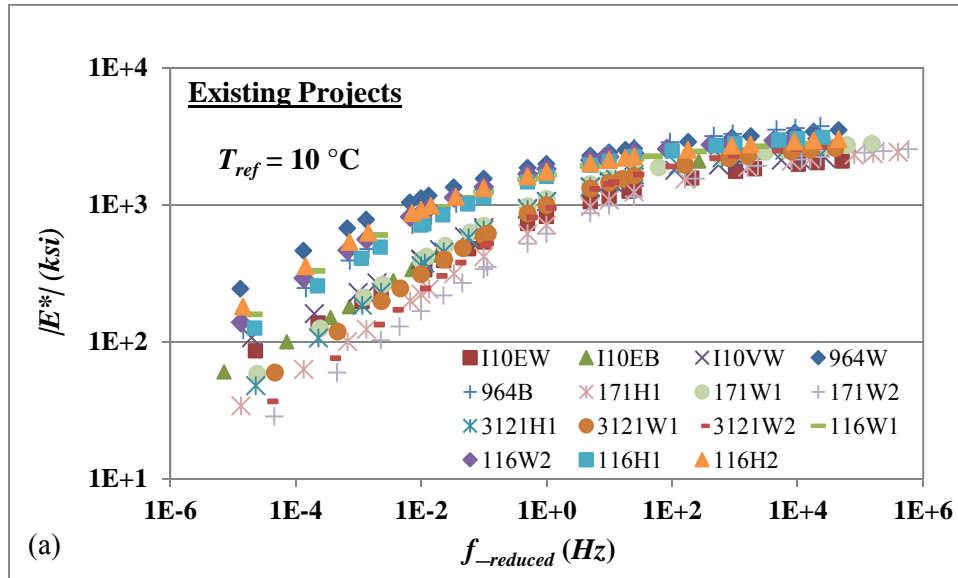 1E+4
Existing Projects
T_ref = 10 °C
1E+3
|E*| (ksi)
1E+2
I10EW I10EB I10VW 964W
964B 171H1 171W1 171W2
3121H1 3121W1 3121W2 116W1
116W2 116H1 116H2
1E+1
1E-6 1E-4 1E-2 1E+0 1E+2 1E+4 1E+6
(a)
f_reduced (Hz)